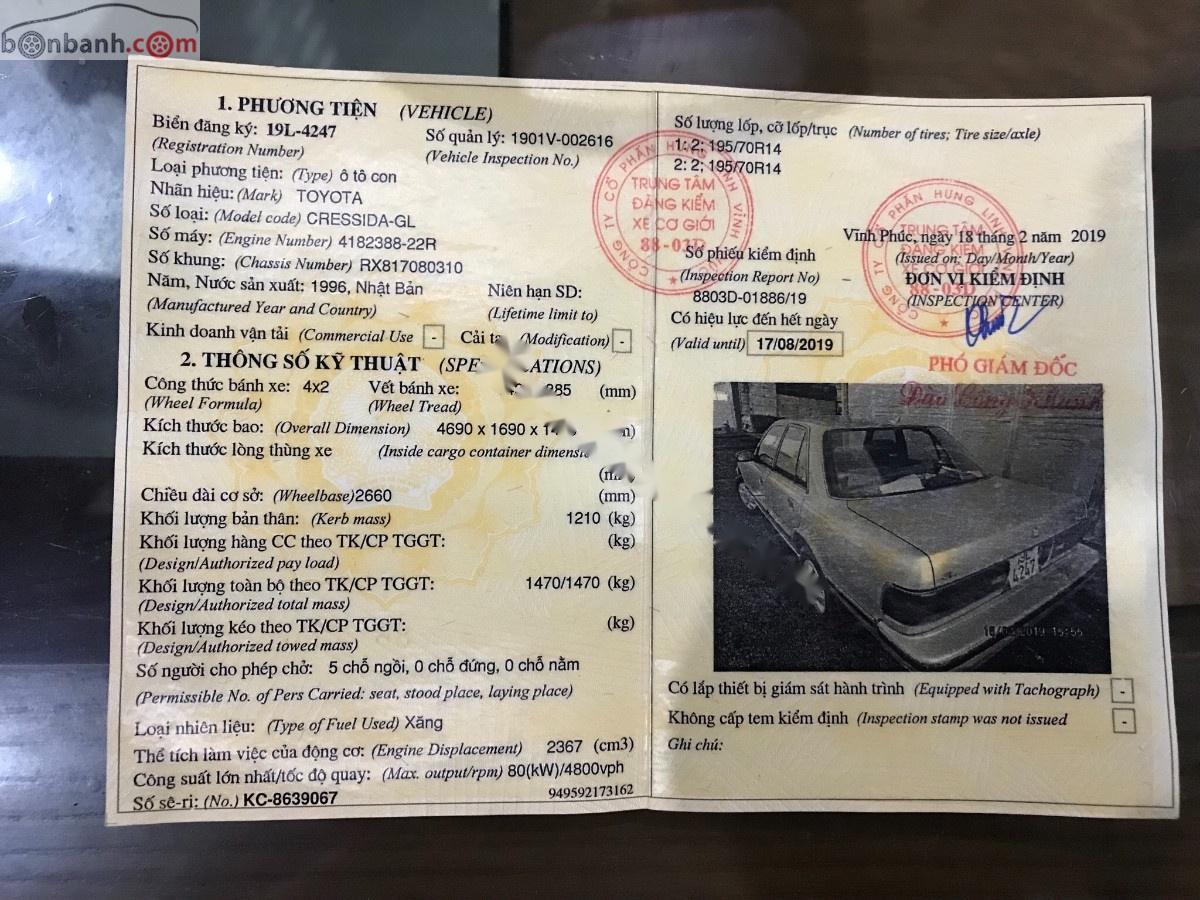 bonbanh.com
1. PHƯƠNG TIỆN (VEHICLE)
Biển đăng ký: 19L-4247
Số quản lý: 1901V-002616
(Registration Number)
(Vehicle Inspection No.)
Loại phương tiện: (Type) ô tô con
Nhãn hiệu: (Mark) TOYOTA
Số loại: (Model code) CRESSIDA-GL
Số máy: (Engine Number) 4182388-22R
Số khung: (Chassis Number) RX817080310
Năm, Nước sản xuất: 1996, Nhật Bản
Niên hạn SD:
(Manufactured Year and Country)
(Lifetime limit to)
Kinh doanh vận tải (Commercial Use - Cải (Modification) -
2. THÔNG SỐ KỸ THUẬT
Công thức bánh xe: 4x2 Vết bánh xe: (mm)
(Wheel Formula) (Wheel Tread)
Kích thước bao: (Overall Dimension) 4690 x 1690 x
Kích thước lòng thùng xe (Inside cargo container
Chiều dài cơ sở: (Wheelbase)2660 (mm)
Khối lượng bản thân: (Kerb mass) 1210 (kg)
Khối lượng hàng CC theo TK/CP TGGT: (kg)
(Design/Authorized pay load)
Khối lượng toàn bộ theo TK/CP TGGT: 1470/1470 (kg)
(Design/Authorized total mass)
Khối lượng kéo theo TK/CP TGGT: (kg)
(Design/Authorized towed mass)
Số người cho phép chở: 5 chỗ ngồi, 0 chỗ đứng, 0 chỗ nằm
(Permissible No. of Pers Carried: seat, stood place, laying place)
Loại nhiên liệu: (Type of Fuel Used) Xăng
Thể tích làm việc của động cơ: (Engine Displacement) 2367 (cm3)
Công suất lớn nhất/tốc độ quay: (Max. output/rpm) 80(kW)/4800vph
Số sê-ri: (No.) KC-8639067
949592173162
Số lượng lốp, cỡ lốp/trục (Number of tires; Tire size/axle)
1: 2; 195/70R14
2: 2; 195/70R14
TRUNG TÂM
ĐĂNG KIỂM
XE CƠ GIỚI
88-03D
TRUNG TÂM
ĐĂNG KIỂM
XE CƠ GIỚI
88-03D
Vĩnh Phúc, ngày 18 tháng 2 năm 2019
(Issued on: Day/Month/Year)
Số phiếu kiểm định
(Inspection Report No)
8803D-01886/19
ĐƠN VỊ KIỂM ĐỊNH
(INSPECTION CENTER)
Có hiệu lực đến hết ngày
(Valid until) 17/08/2019
PHÓ GIÁM ĐỐC
4247
Có lắp thiết bị giám sát hành trình (Equipped with Tachograph) -
Không cấp tem kiểm định (Inspection stamp was not issued -
Ghi chú: